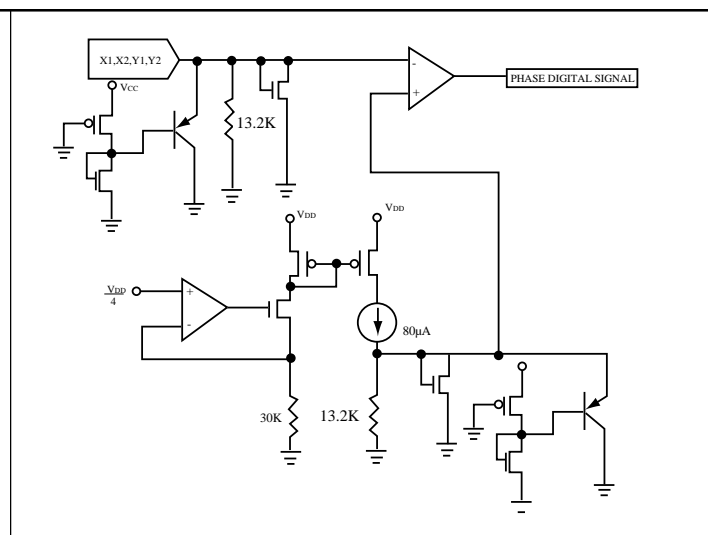 X1,X2,Y1,Y2
PHASE DIGITAL SIGNAL
VCC
-
+
13.2K
VDD
VDD
VDD
4
+
-
80µA
30K
13.2K